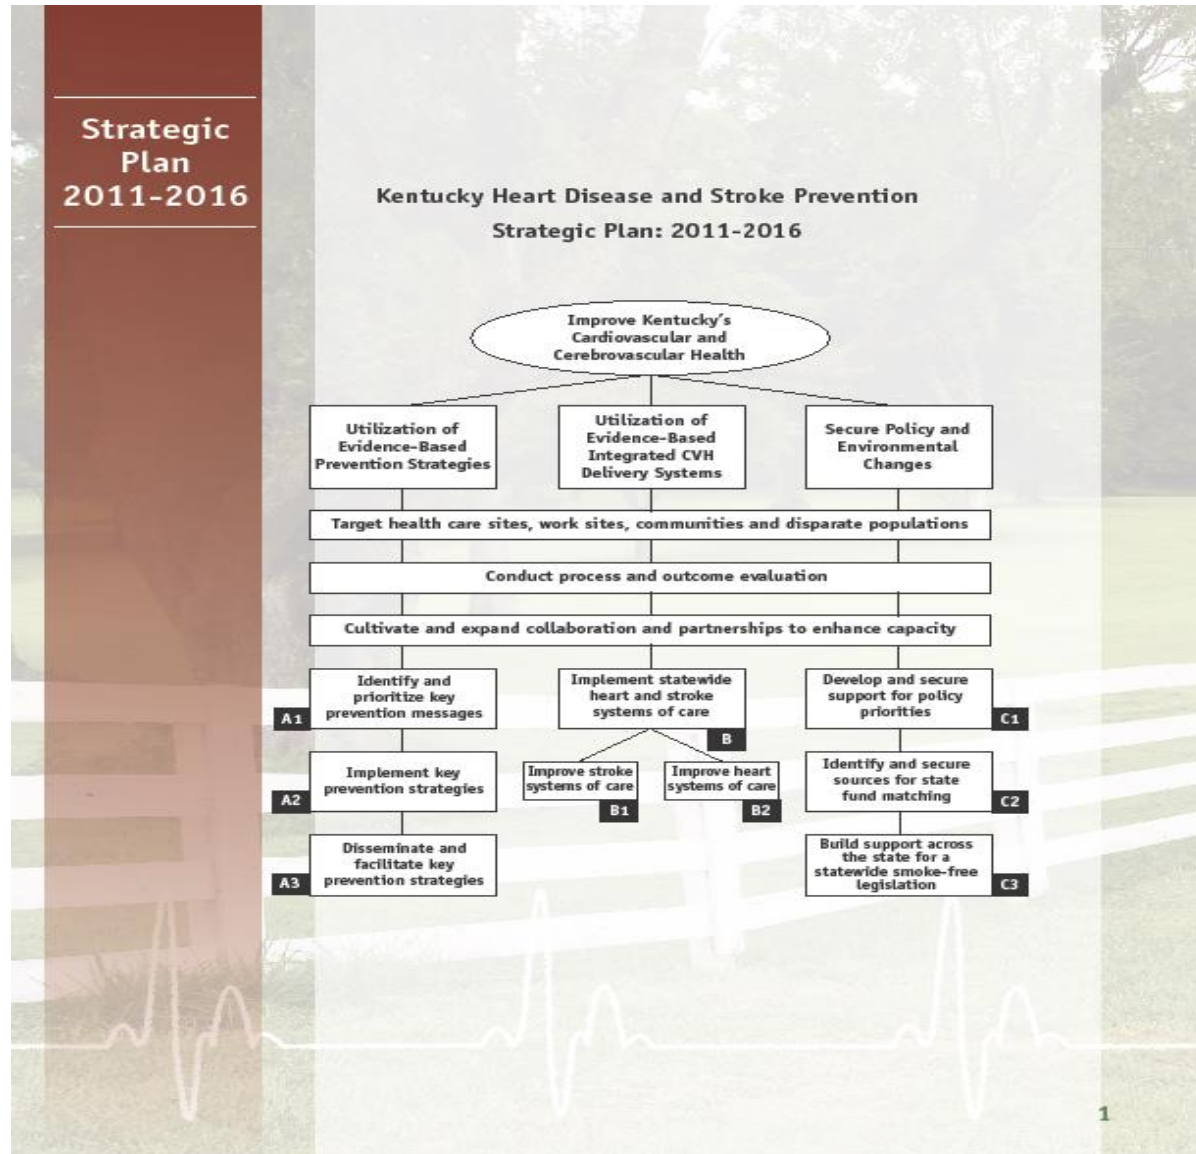 Strategic
Plan
2011-2016
Kentucky Heart Disease and Stroke Prevention
Strategic Plan: 2011-2016
Improve Kentucky's
Cardiovascular and
Cerebrovascular Health
Utilization of
Evidence-Based
Prevention Strategies
Utilization of
Evidence-Based
Integrated CVH
Delivery Systems
Secure Policy and
Environmental
Changes
Target health care sites, work sites, communities and disparate populations
Conduct process and outcome evaluation
Cultivate and expand collaboration and partnerships to enhance capacity
Identify and
prioritize key
prevention messages
A1
Implement key
prevention strategies
A2
Disseminate and
facilitate key
prevention strategies
A3
Implement statewide
heart and stroke
systems of care
B
Improve stroke
systems of care
B1
Improve heart
systems of care
B2
Develop and secure
support for policy
priorities
C1
Identify and secure
sources for state
fund matching
C2
Build support across
the state for a
statewide smoke-free
legislation
C3
1